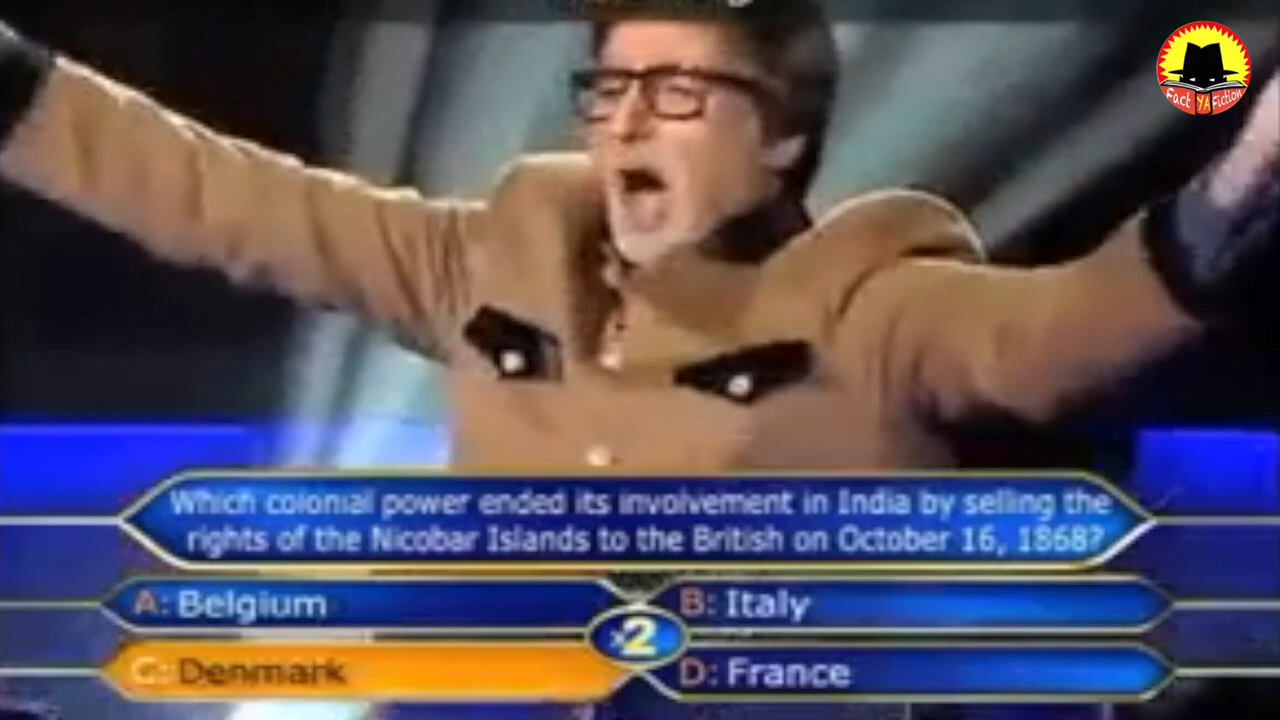 Fact YA Fiction
Which colonial power ended its involvement in India by selling the
rights of the Nicobar Islands to the British on October 16, 1868?
A: Belgium
B: Italy
x2
C: Denmark
D: France